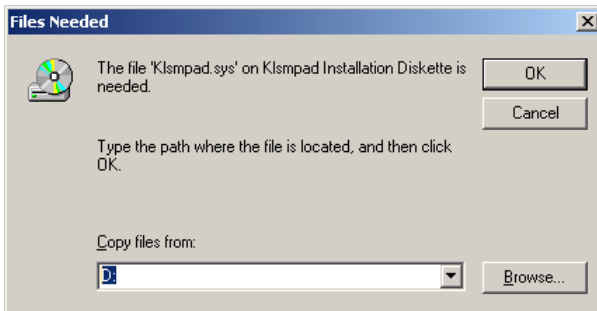 Files Needed
The file 'Klsmpad.sys' on Klsmpad Installation Diskette is
needed.
OK
Cancel
Type the path where the file is located, and then click
OK.
Copy files from:
D:
Browse...